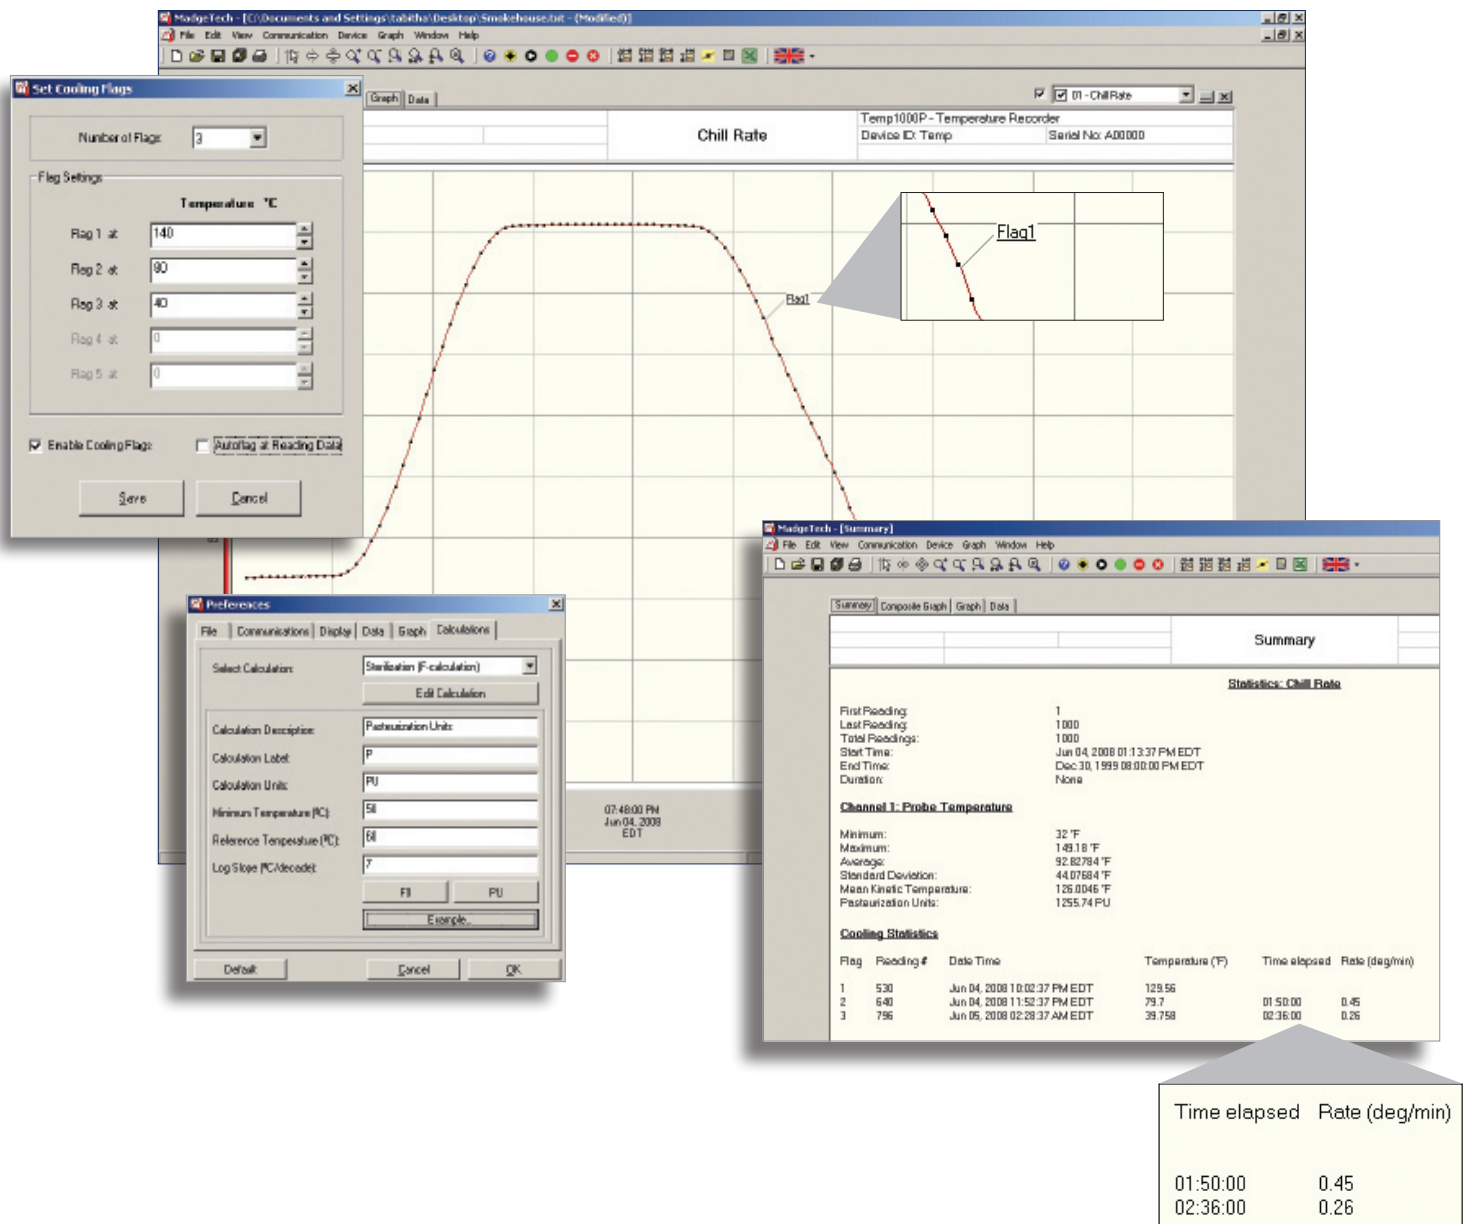 MadgeTech - [C:\Documents and Settings\tabitha\Desktop\Smokehouse.txt - (Modified)]
File Edit View Communication Device Graph Window Help
Graph Data
01 - Chill Rate
Chill Rate
Temp1000P - Temperature Recorder
Device ID: Temp Serial No: A00000
Flag1
Flag1
07:48:00 PM
Jun 04, 2008
EDT
Set Cooling Flags
Number of Flags: 3
Flag Settings
Temperature °C
Flag 1 at 140
Flag 2 at 80
Flag 3 at 40
Flag 4 at 0
Flag 5 at 0
Enable Cooling Flags Autoflag at Reading Data
Save Cancel
Preferences
File Communications Display Data Graph Calculations
Select Calculation: Sterilization (F-calculation)
Edit Calculation
Calculation Description: Pasteurization Units
Calculation Label: P
Calculation Units: PU
Minimum Temperature (ºC): 50
Reference Temperature (ºC): 60
Log Slope (ºC/decade): 7
F0 PU
Example...
Default Cancel OK
MadgeTech - [Summary]
File Edit View Communication Device Graph Window Help
Summary Composite Graph Graph Data
Summary
Statistics: Chill Rate
First Reading: 1
Last Reading: 1000
Total Readings: 1000
Start Time: Jun 04, 2008 01:13:37 PM EDT
End Time: Dec 30, 1999 08:00:00 PM EDT
Duration: None
Channel 1: Probe Temperature
Minimum: 32 °F
Maximum: 149.18 °F
Average: 92.82784 °F
Standard Deviation: 44.07684 °F
Mean Kinetic Temperature: 126.0046 °F
Pasteurization Units: 1255.74 PU
Cooling Statistics
Flag Reading # Date Time Temperature (°F) Time elapsed Rate (deg/min)
1 530 Jun 04, 2008 10:02:37 PM EDT 129.56
2 640 Jun 04, 2008 11:52:37 PM EDT 79.7 01:50:00 0.45
3 796 Jun 05, 2008 02:28:37 AM EDT 39.758 02:36:00 0.26
Time elapsed Rate (deg/min)
01:50:00 0.45
02:36:00 0.26